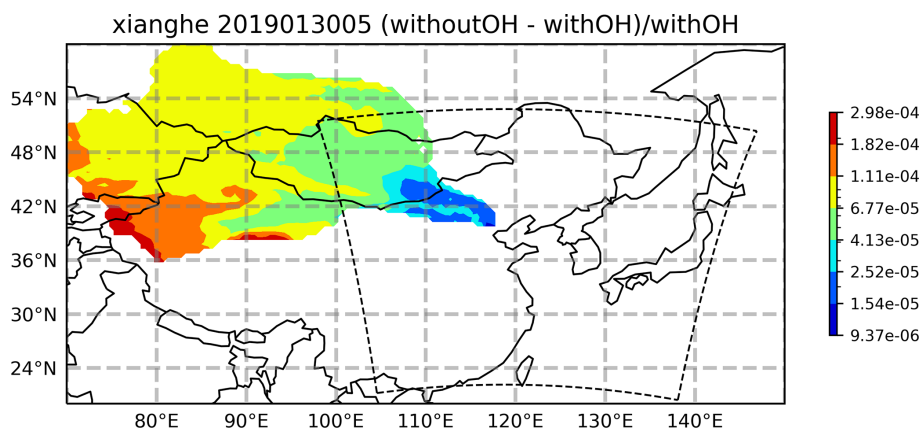 xianghe 2019013005 (withoutOH - withOH)/withOH
54°N
48°N
42°N
36°N
30°N
24°N
80°E
90°E
100°E
110°E
120°E
130°E
140°E
2.98e-04
1.82e-04
1.11e-04
6.77e-05
4.13e-05
2.52e-05
1.54e-05
9.37e-06